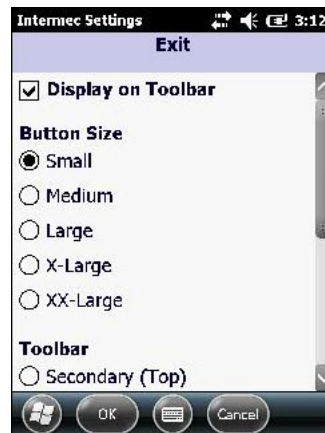 Intermec Settings 3:12
Exit
Display on Toolbar
Button Size
Small
Medium
Large
X-Large
XX-Large
Toolbar
Secondary (Top)
OK Cancel